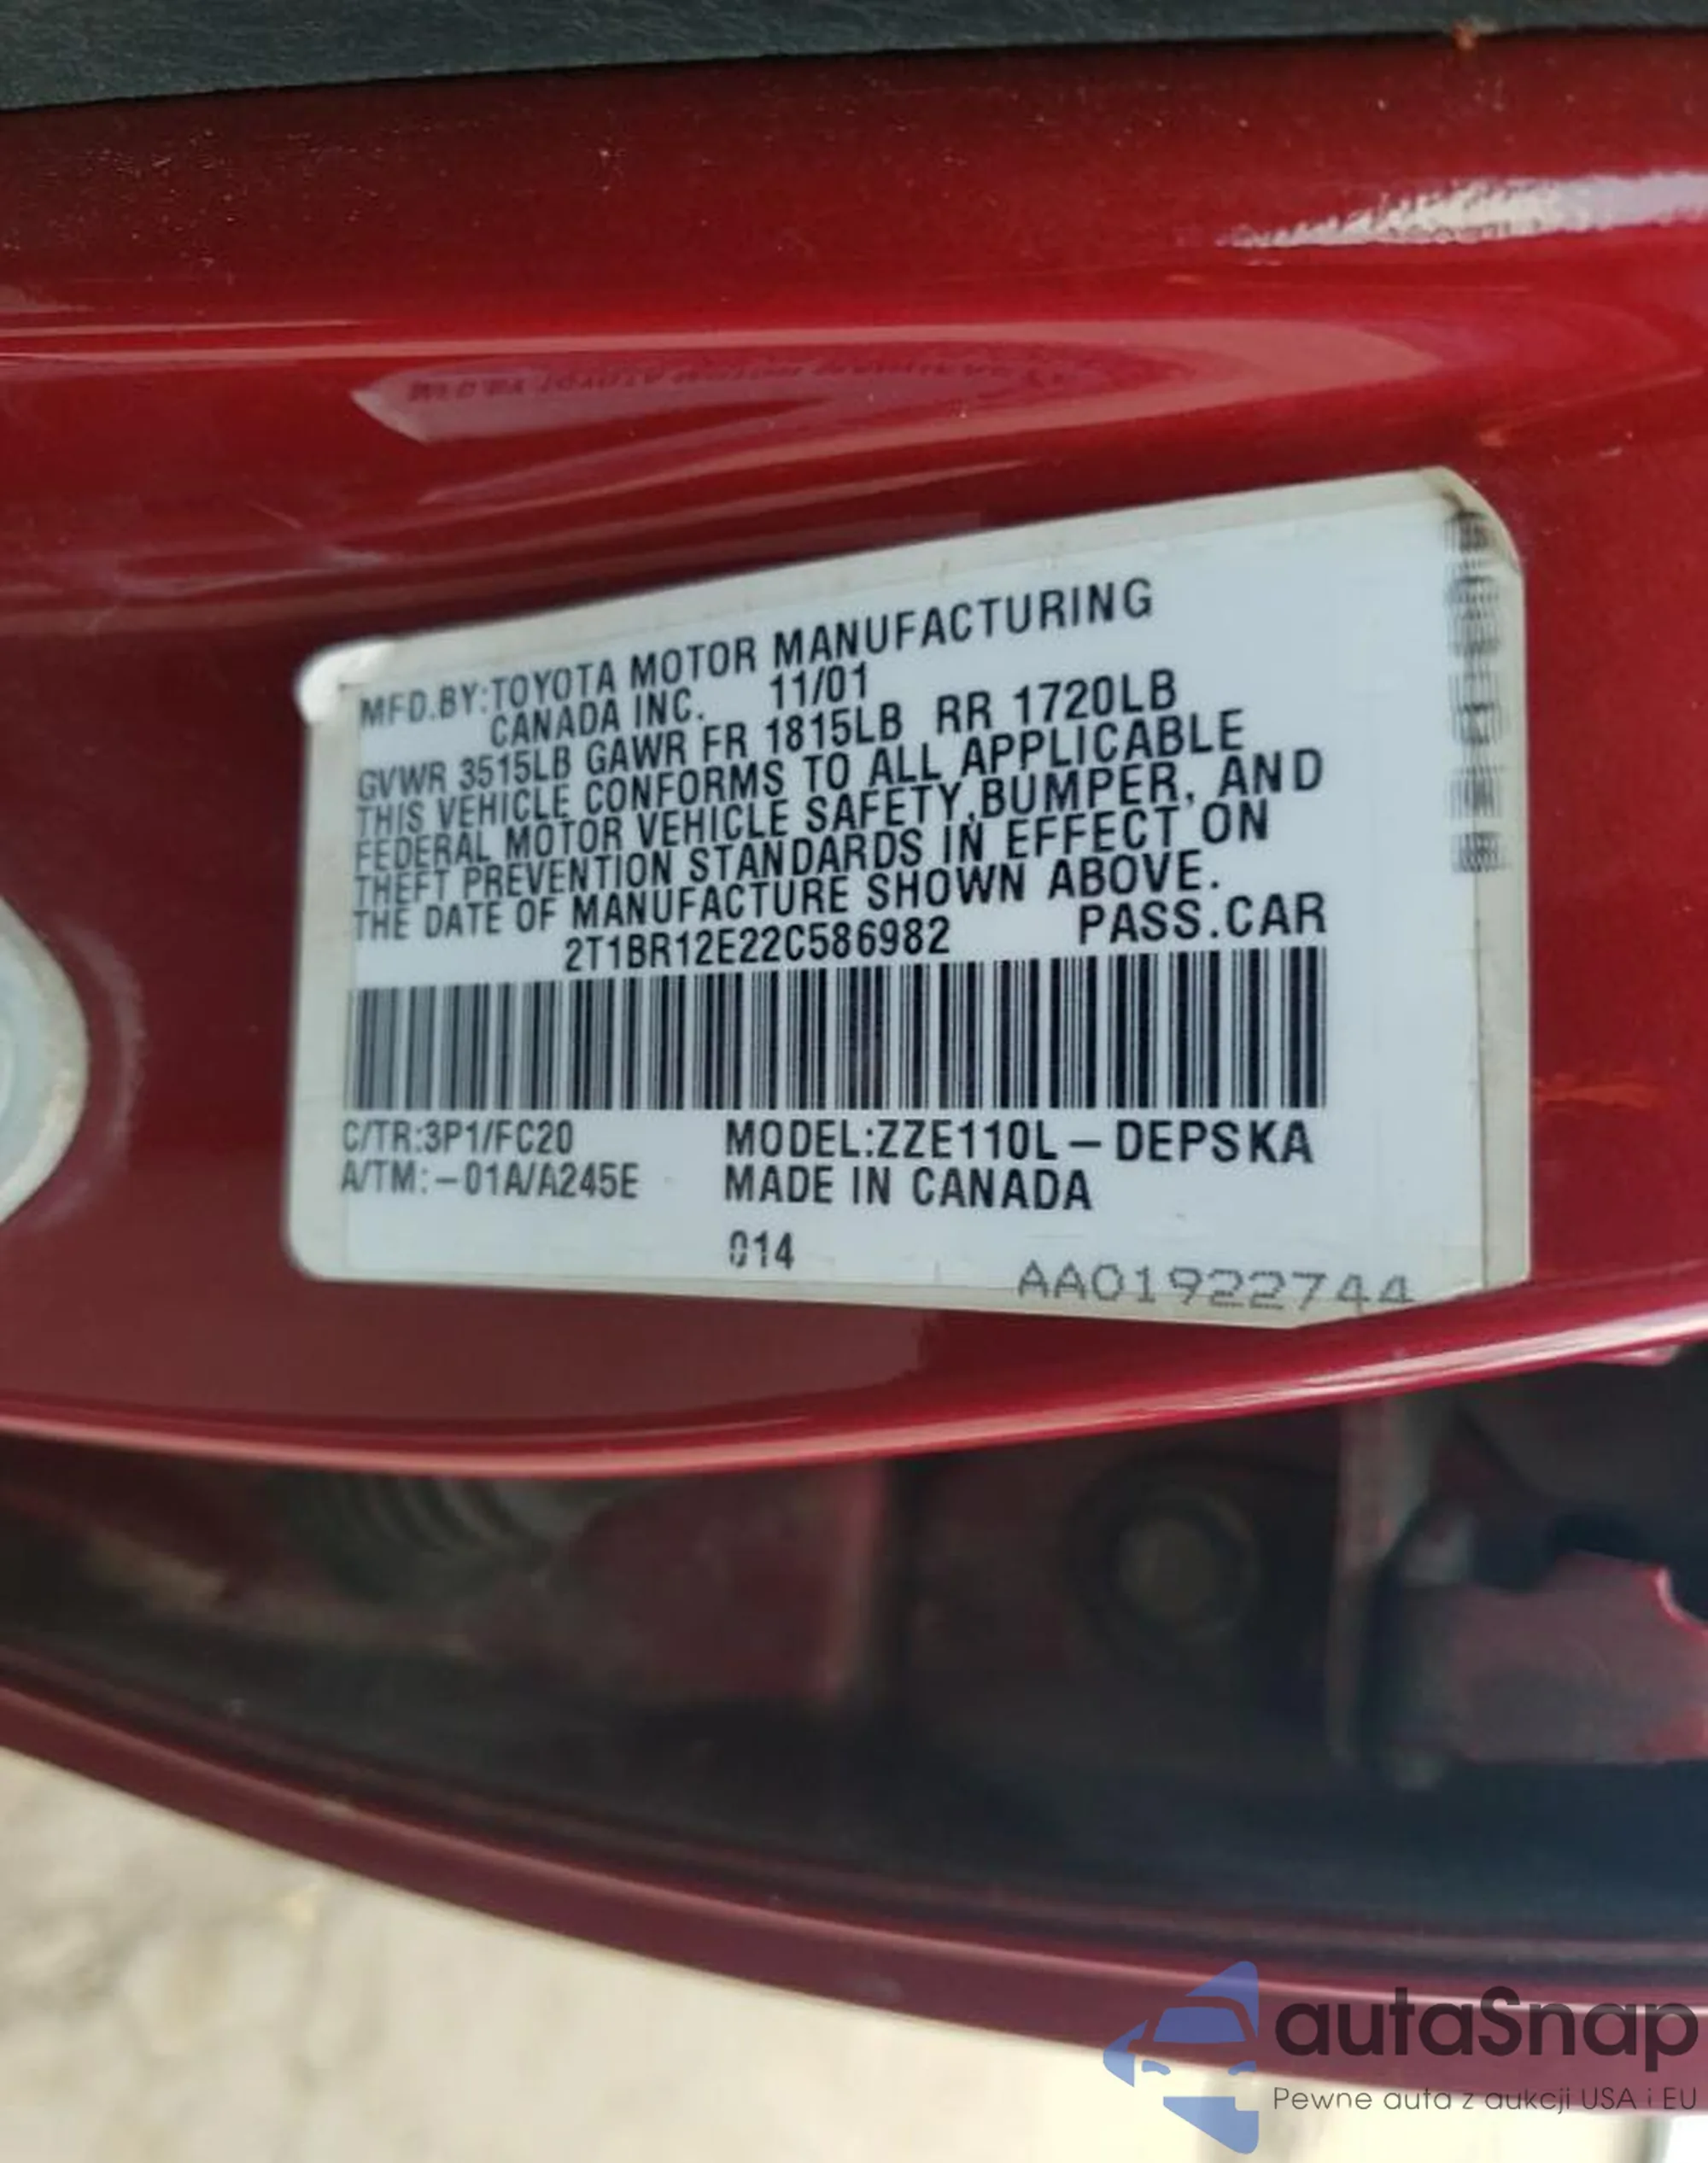 MFD.BY:TOYOTA MOTOR MANUFACTURING
CANADA INC. 11/01
GVWR 3515LB GAWR FR 1815LB RR 1720LB
THIS VEHICLE CONFORMS TO ALL APPLICABLE
FEDERAL MOTOR VEHICLE SAFETY,BUMPER, AND
THEFT PREVENTION STANDARDS IN EFFECT ON
THE DATE OF MANUFACTURE SHOWN ABOVE.
2T1BR12E22C586982 PASS.CAR
C/TR:3P1/FC20 MODEL:ZZE110L-DEPSKA
A/TM:-01A/A245E MADE IN CANADA
014
AA01922744
autaSnap
Pewne auta z aukcji USA i EU